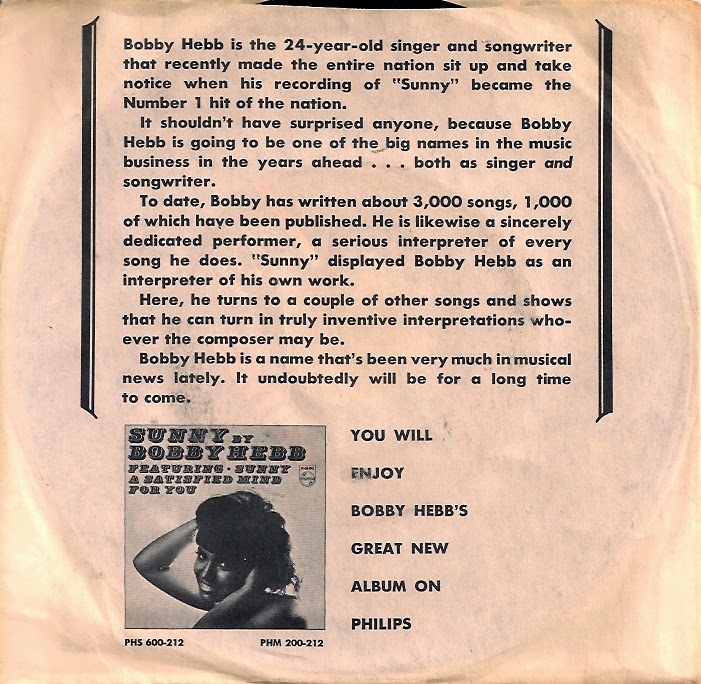 Bobby Hebb is the 24-year-old singer and songwriter
that recently made the entire nation sit up and take
notice when his recording of "Sunny" became the
Number 1 hit of the nation.
It shouldn't have surprised anyone, because Bobby
Hebb is going to be one of the big names in the music
business in the years ahead . . . both as singer and
songwriter.
To date, Bobby has written about 3,000 songs, 1,000
of which have been published. He is likewise a sincerely
dedicated performer, a serious interpreter of every
song he does. "Sunny" displayed Bobby Hebb as an
interpreter of his own work.
Here, he turns to a couple of other songs and shows
that he can turn in truly inventive interpretations who-
ever the composer may be.
Bobby Hebb is a name that's been very much in musical
news lately. It undoubtedly will be for a long time
to come.
SUNNY BY
BOBBY HEBB
FEATURING · SUNNY
A SATISFIED MIND
FOR YOU
PHS 600-212 PHM 200-212
YOU WILL
ENJOY
BOBBY HEBB'S
GREAT NEW
ALBUM ON
PHILIPS